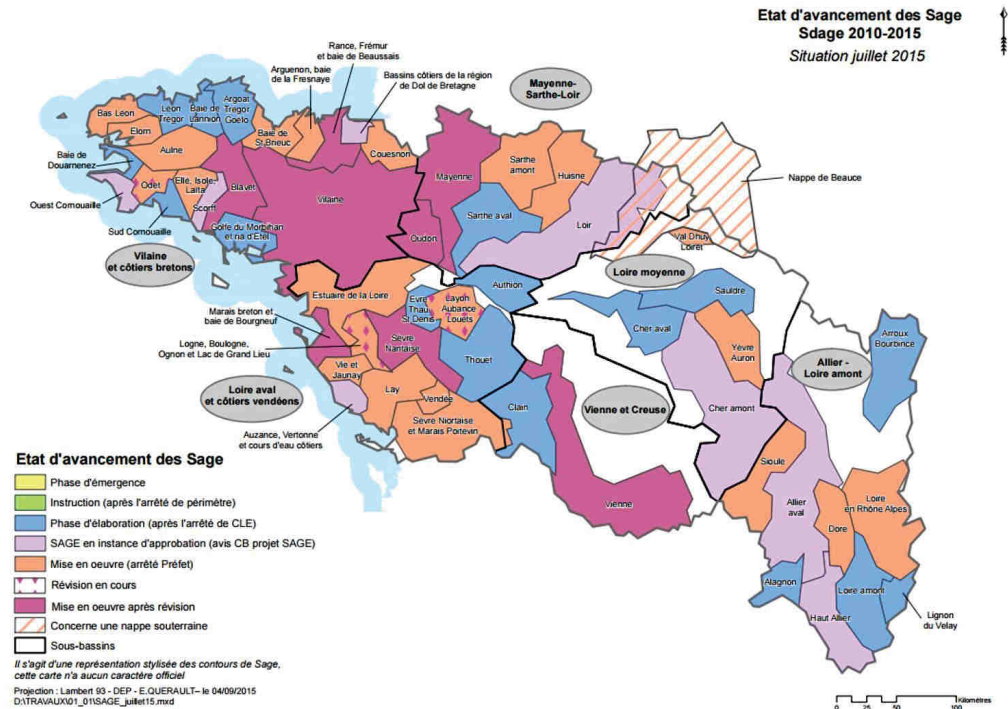 Etat d'avancement des Sage
Sdage 2010-2015
Situation juillet 2015
Rance, Frémur
et baie de Beaussais
Arguenon, baie
de la Fresnaye
Bassins côtiers de la région
de Dol de Bretagne
Mayenne-
Sarthe-Loir
Bas Léon
Léon
Trégor
Baie de
Lannion
Argoat
Trégor
Goëlo
Elorn
Baie de
St Brieuc
Couesnon
Aulne
Baie de
Douarnenez
Odet
Ellé, Isole,
Laïta
Scorff
Blavet
Vilaine
Mayenne
Sarthe
amont
Huisne
Nappe de Beauce
Ouest Cornouaille
Sud Cornouaille
Golfe du Morbihan
et ria d'Etel
Oudon
Sarthe aval
Loir
Val Dhuy
Loiret
Vilaine
et côtiers bretons
Loire moyenne
Estuaire de la Loire
Authion
Evre
Thau
St Denis
Layon
Aubance
Louets
Sauldre
Marais breton et
baie de Bourgneuf
Cher aval
Arroux
Bourbince
Logne, Boulogne,
Ognon et Lac de Grand Lieu
Sèvre
Nantaise
Thouet
Yèvre
Auron
Allier -
Loire amont
Vie et
Jaunay
Lay
Vendée
Loire aval
et côtiers vendéens
Clain
Vienne et Creuse
Cher amont
Auzance, Vertonne
et cours d'eau côtiers
Sèvre Niortaise
et Marais Poitevin
Sioule
Vienne
Allier
aval
Dore
Loire
en Rhône Alpes
Alagnon
Loire amont
Haut Allier
Lignon
du Velay
Etat d'avancement des Sage
Phase d'émergence
Instruction (après l'arrêté de périmètre)
Phase d'élaboration (après l'arrêté de CLE)
SAGE en instance d'approbation (avis CB projet SAGE)
Mise en oeuvre (arrêté Préfet)
Révision en cours
Mise en oeuvre après révision
Concerne une nappe souterraine
Sous-bassins
Il s'agit d'une représentation stylisée des contours de Sage,
cette carte n'a aucun caractère officiel
Projection : Lambert 93 - DEP - E.QUERAULT– le 04/09/2015
D:\TRAVAUX\01_01\SAGE_juillet15.mxd
Kilomètres
0 25 50 100